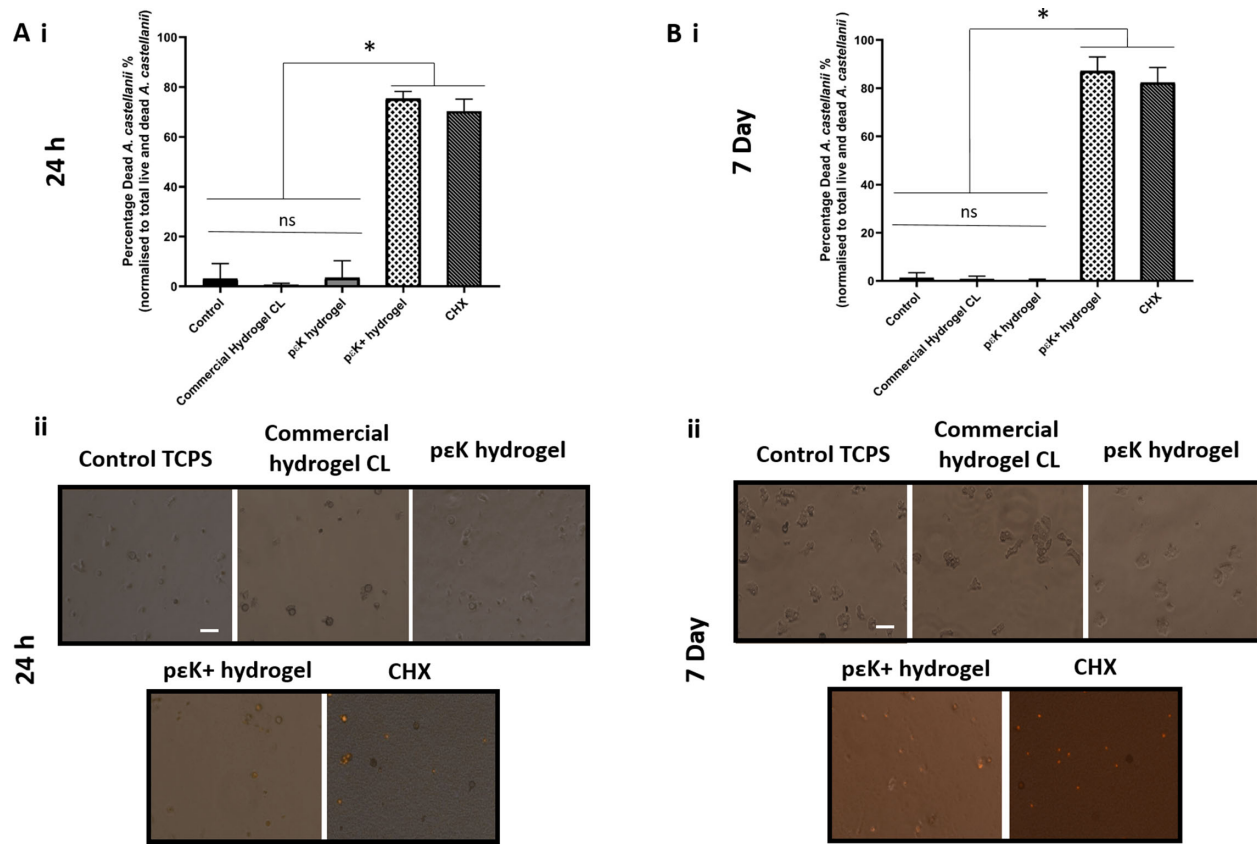 A i
24 h
Percentage Dead A. castellanii %
(normalised to total live and dead A. castellanii)
100
80
60
40
20
0
*
ns
Control
Commercial Hydrogel CL
pεK hydrogel
pεK+ hydrogel
CHX
B i
7 Day
Percentage Dead A. castellanii %
(normalised to total live and dead A. castellanii)
100
80
60
40
20
0
*
ns
Control
Commercial Hydrogel CL
pεK hydrogel
pεK+ hydrogel
CHX
ii
24 h
Control TCPS
Commercial
hydrogel CL
pεK hydrogel
pεK+ hydrogel
CHX
ii
7 Day
Control TCPS
Commercial
hydrogel CL
pεK hydrogel
pεK+ hydrogel
CHX